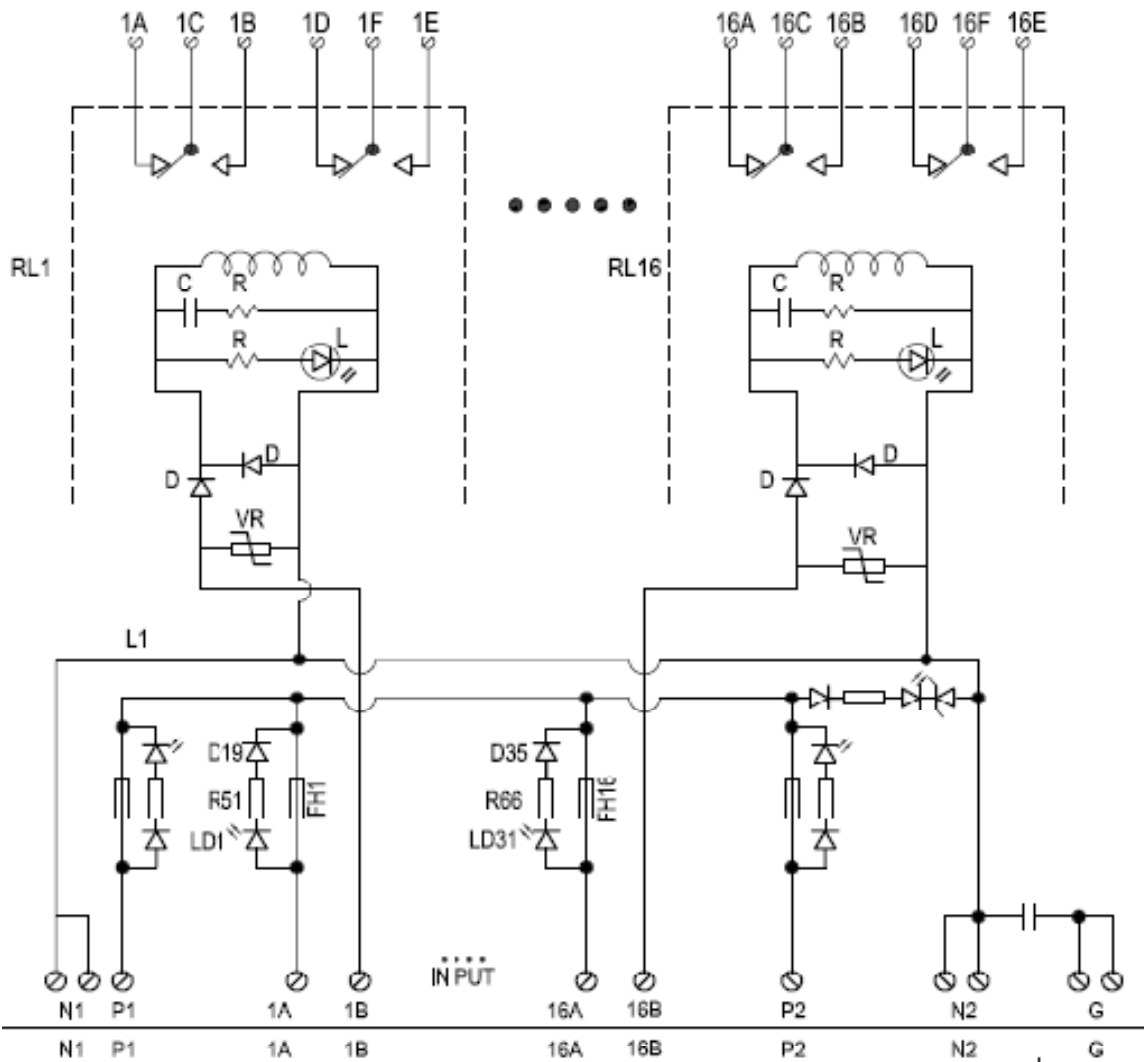 1A 1C 1B 1D 1F 1E 16A 16C 16B 16D 16F 16E
RL1 RL16
C R C R
R L R L
D D
D D
VR VR
L1
D19 D35
R51 FH1 R66 FH16
LD1 LD31
INPUT
N1 P1 1A 1B 16A 16B P2 N2 G
N1 P1 1A 1B 16A 16B P2 N2 G